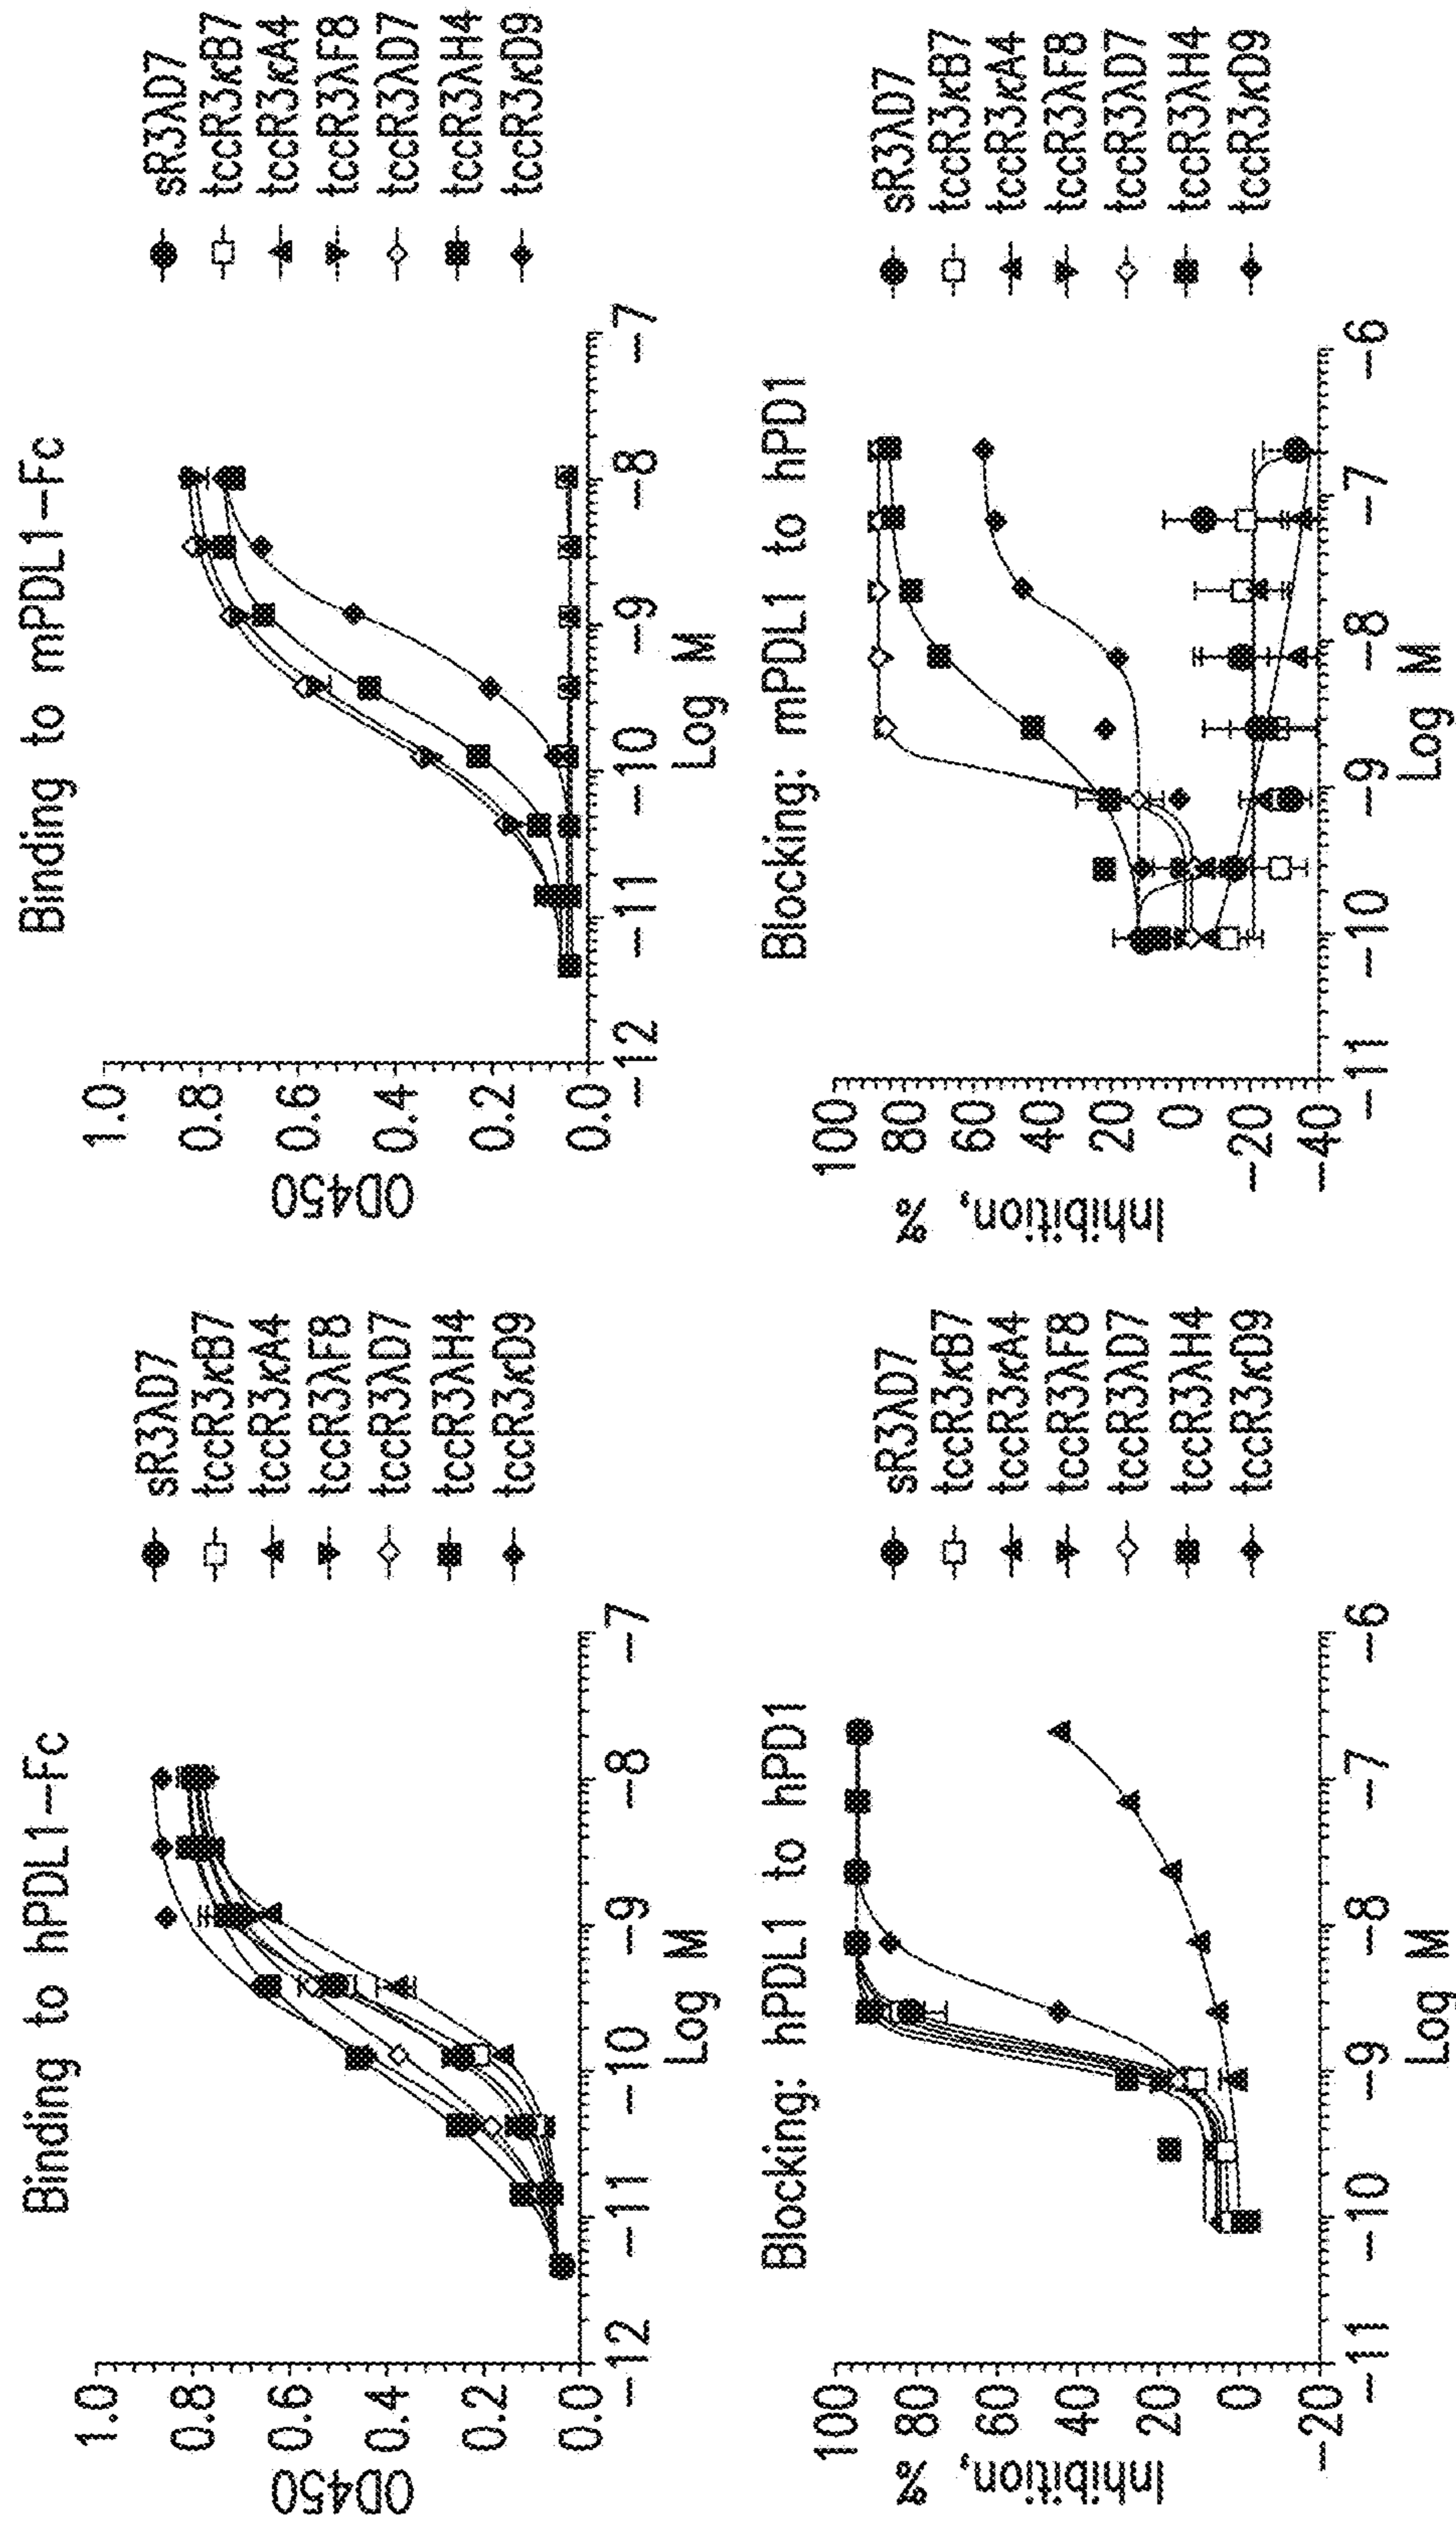 Binding to hPDL1-Fc
OD450
1.0
0.8
0.6
0.4
0.2
0.0
-12
-11
-10
-9
-8
-7
Log M
sR3λD7
tccR3κB7
tccR3κA4
tccR3λF8
tccR3λD7
tccR3λH4
tccR3κD9
Binding to mPDL1-Fc
OD450
1.0
0.8
0.6
0.4
0.2
0.0
-12
-11
-10
-9
-8
-7
Log M
sR3λD7
tccR3κB7
tccR3κA4
tccR3λF8
tccR3λD7
tccR3λH4
tccR3κD9
Blocking: hPDL1 to hPD1
Inhibition, %
100
80
60
40
20
0
-20
-11
-10
-9
-8
-7
-6
Log M
sR3λD7
tccR3κB7
tccR3κA4
tccR3λF8
tccR3λD7
tccR3λH4
tccR3κD9
Blocking: mPDL1 to hPD1
Inhibition, %
100
80
60
40
20
0
-20
-40
-11
-10
-9
-8
-7
-6
Log M
sR3λD7
tccR3κB7
tccR3κA4
tccR3λF8
tccR3λD7
tccR3λH4
tccR3κD9